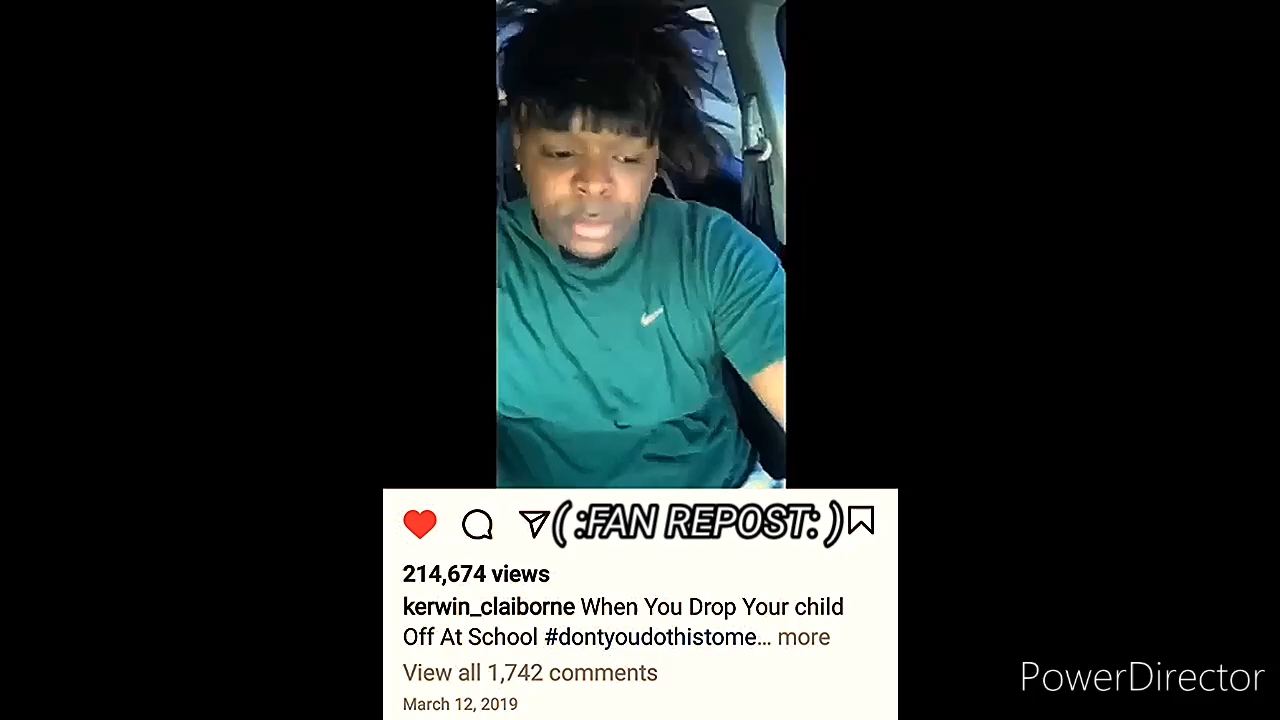 ( :FAN REPOST: )
214,674 views
kerwin_claiborne When You Drop Your child
Off At School #dontyoudothistome... more
View all 1,742 comments
March 12, 2019
PowerDirector